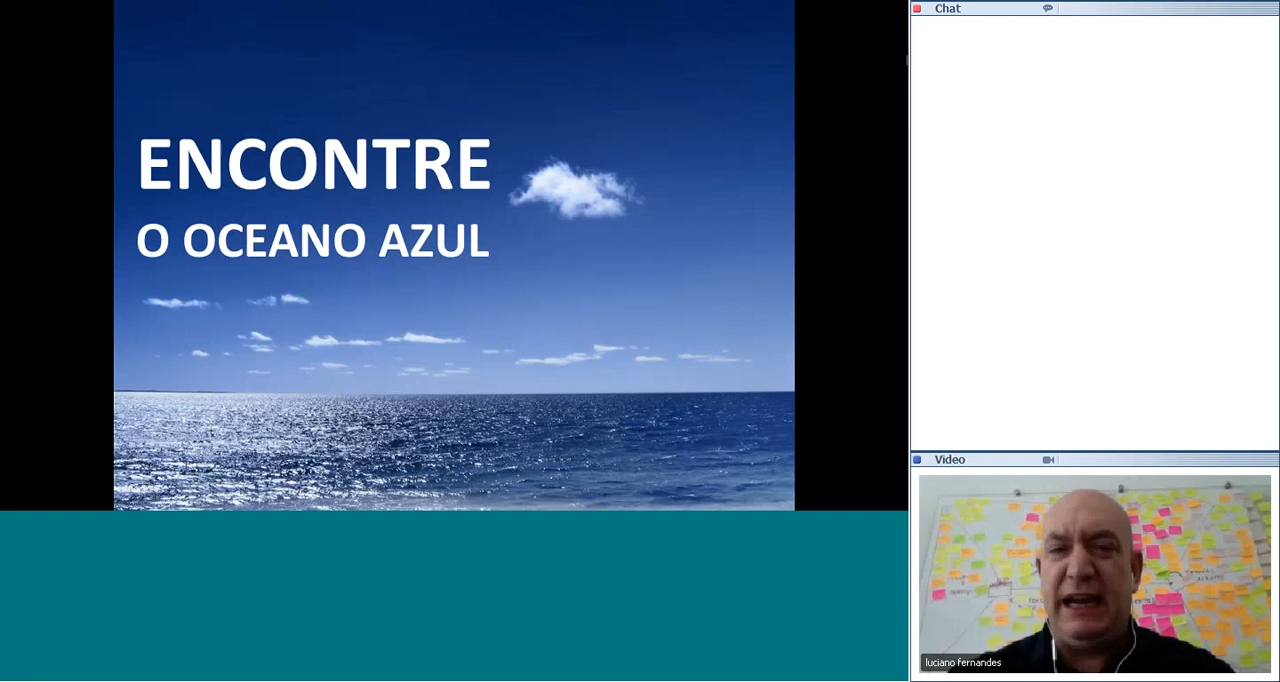 ENCONTRE
O OCEANO AZUL
Chat
Video
luciano fernandes